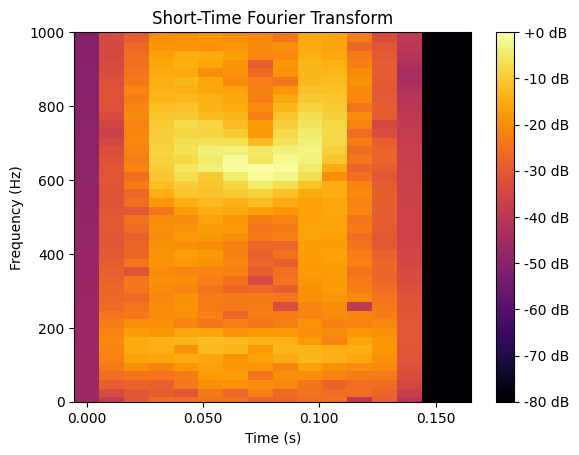 Short-Time Fourier Transform
1000
800
600
400
200
0
Frequency (Hz)
0.000
0.050
0.100
0.150
Time (s)
+0 dB
-10 dB
-20 dB
-30 dB
-40 dB
-50 dB
-60 dB
-70 dB
-80 dB